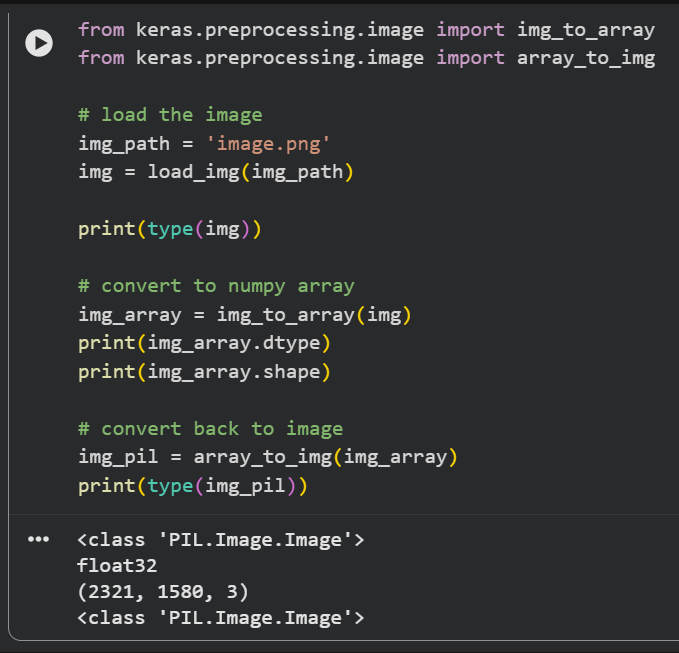 from keras.preprocessing.image import img_to_array
from keras.preprocessing.image import array_to_img
# load the image
img_path = 'image.png'
img = load_img(img_path)
print(type(img))
# convert to numpy array
img_array = img_to_array(img)
print(img_array.dtype)
print(img_array.shape)
# convert back to image
img_pil = array_to_img(img_array)
print(type(img_pil))
<class 'PIL.Image.Image'>
float32
(2321, 1580, 3)
<class 'PIL.Image.Image'>